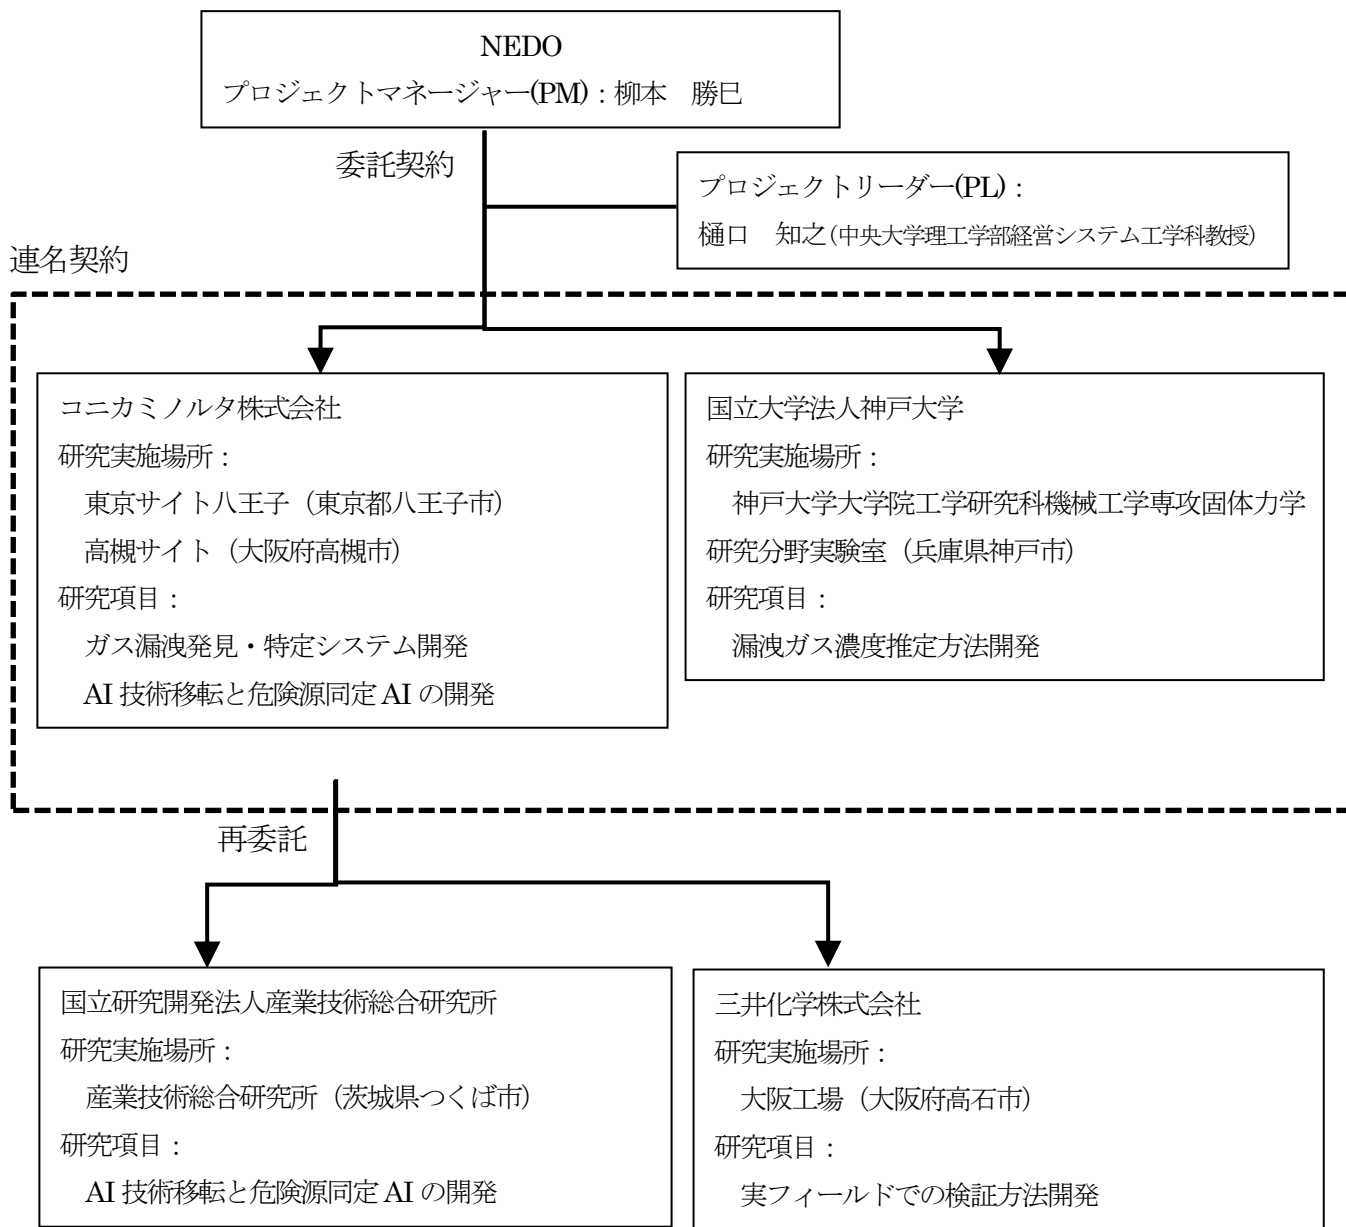 NEDO
プロジェクトマネージャー(PM)：柳本　勝巳
委託契約
プロジェクトリーダー(PL)：
樋口　知之(中央大学理工学部経営システム工学科教授)
連名契約
コニカミノルタ株式会社
研究実施場所：
東京サイト八王子（東京都八王子市）
高槻サイト（大阪府高槻市）
研究項目：
ガス漏洩発見・特定システム開発
AI 技術移転と危険源同定 AI の開発
国立大学法人神戸大学
研究実施場所：
神戸大学大学院工学研究科機械工学専攻固体力学
研究分野実験室（兵庫県神戸市）
研究項目：
漏洩ガス濃度推定方法開発
再委託
国立研究開発法人産業技術総合研究所
研究実施場所：
産業技術総合研究所（茨城県つくば市）
研究項目：
AI 技術移転と危険源同定 AI の開発
三井化学株式会社
研究実施場所：
大阪工場（大阪府高石市）
研究項目：
実フィールドでの検証方法開発